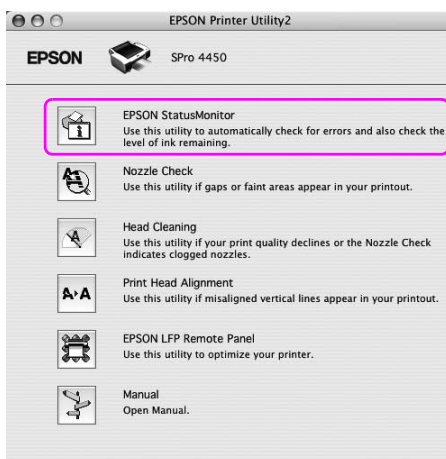 EPSON Printer Utility2
EPSON
SPro 4450
EPSON StatusMonitor
Use this utility to automatically check for errors and also check the
level of ink remaining.
Nozzle Check
Use this utility if gaps or faint areas appear in your printout.
Head Cleaning
Use this utility if your print quality declines or the Nozzle Check
indicates clogged nozzles.
A▸A
Print Head Alignment
Use this utility if misaligned vertical lines appear in your printout.
EPSON LFP Remote Panel
Use this utility to optimize your printer.
Manual
Open Manual.